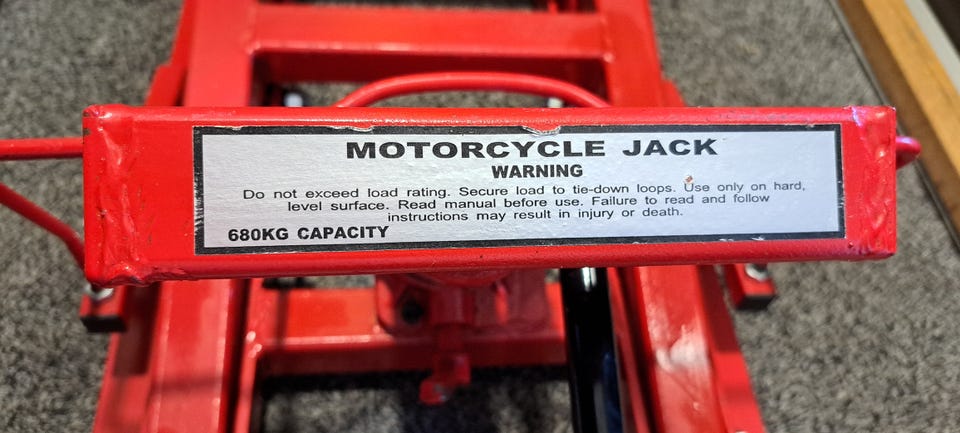 MOTORCYCLE JACK
WARNING
Do not exceed load rating. Secure load to tie-down loops. Use only on hard,
level surface. Read manual before use. Failure to read and follow
instructions may result in injury or death.
680KG CAPACITY